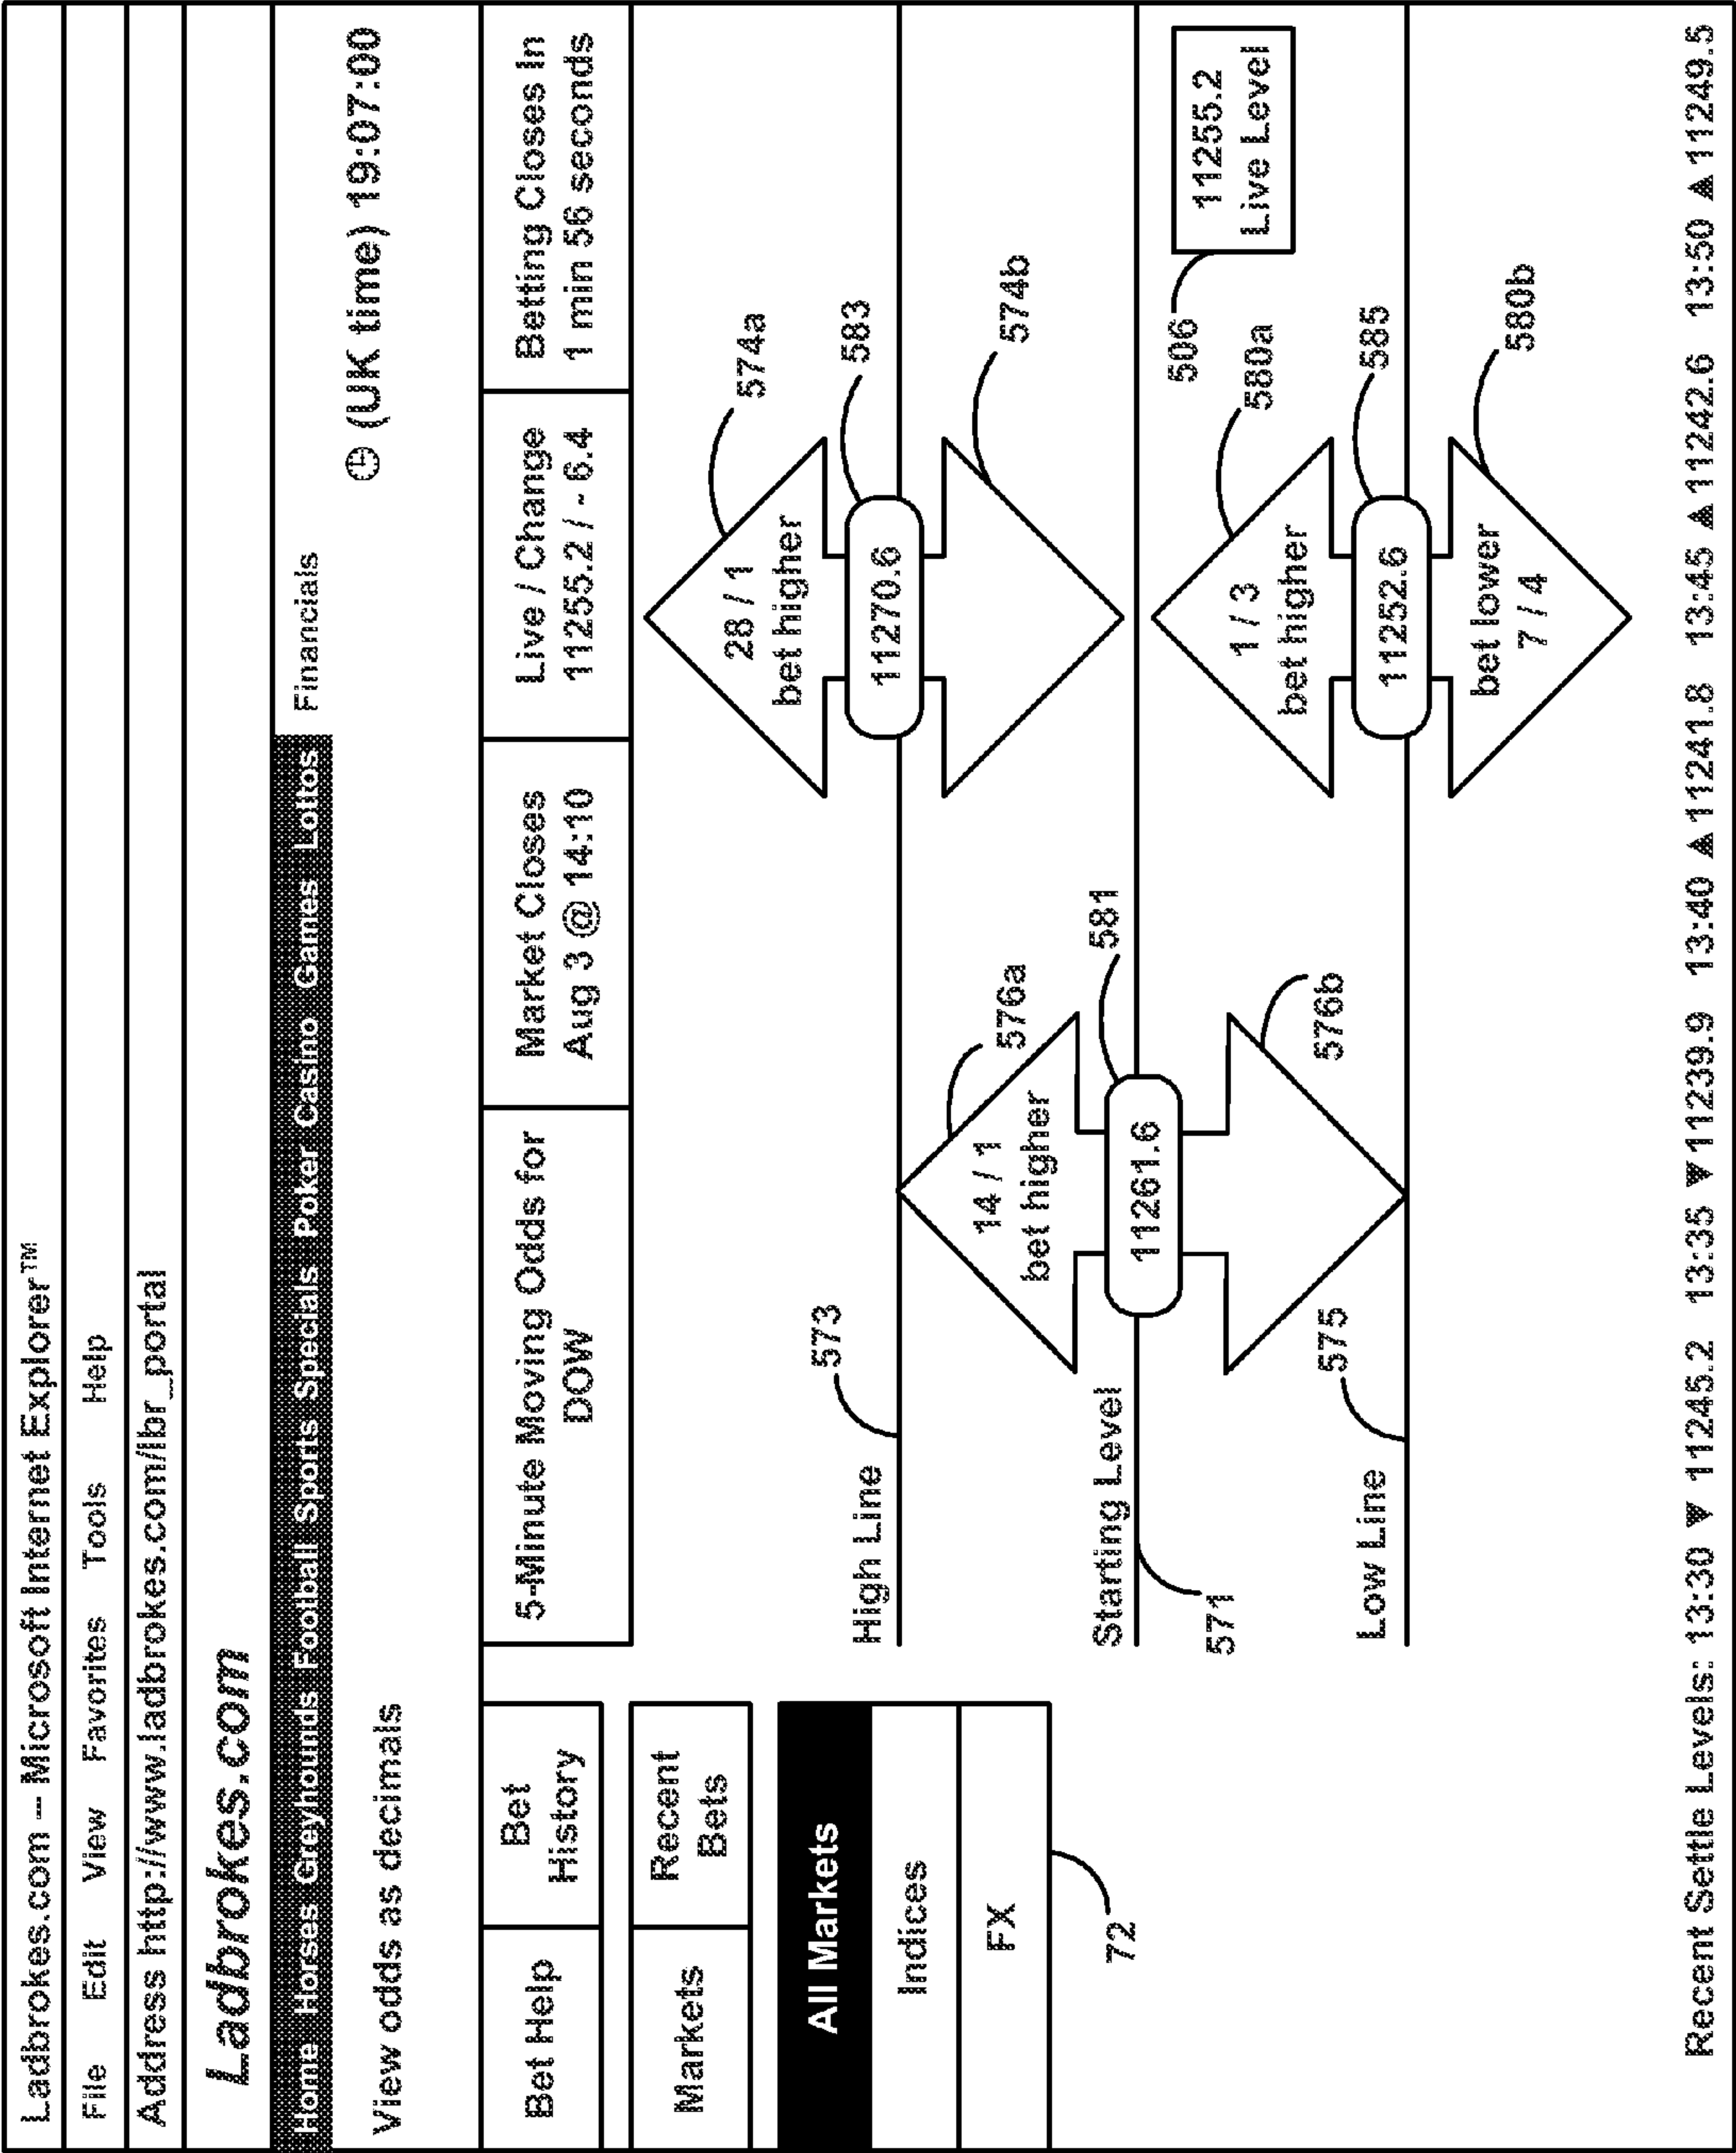 Ladbrokes.com – Microsoft Internet Explorer™
File Edit View Favorites Tools Help
Address http://www.ladbrokes.com/lbr_portal
Ladbrokes.com
Home Horses Greyhounds Football Sports Specials Poker Casino Games Lottos Financials
View odds as decimals
(UK time) 19:07:00
Bet Help
Bet
History
Markets
Recent
Bets
All Markets
Indices
FX
72
5-Minute Moving Odds for
DOW
Market Closes
Aug 3 @ 14:10
Live / Change
11255.2 / -6.4
Betting Closes In
1 min 56 seconds
High Line
573
28 / 1
bet higher
574a
11270.6
583
574b
Starting Level
571
14 / 1
bet higher
576a
11261.6
581
576b
11255.2
Live Level
506
Low Line
575
1 / 3
bet higher
580a
11252.6
585
bet lower
7 / 4
580b
Recent Settle Levels: 13:30 ▼ 11245.2 13:35 ▼11239.9 13:40 ▲11241.8 13:45 ▲11242.6 13:50 ▲11249.5